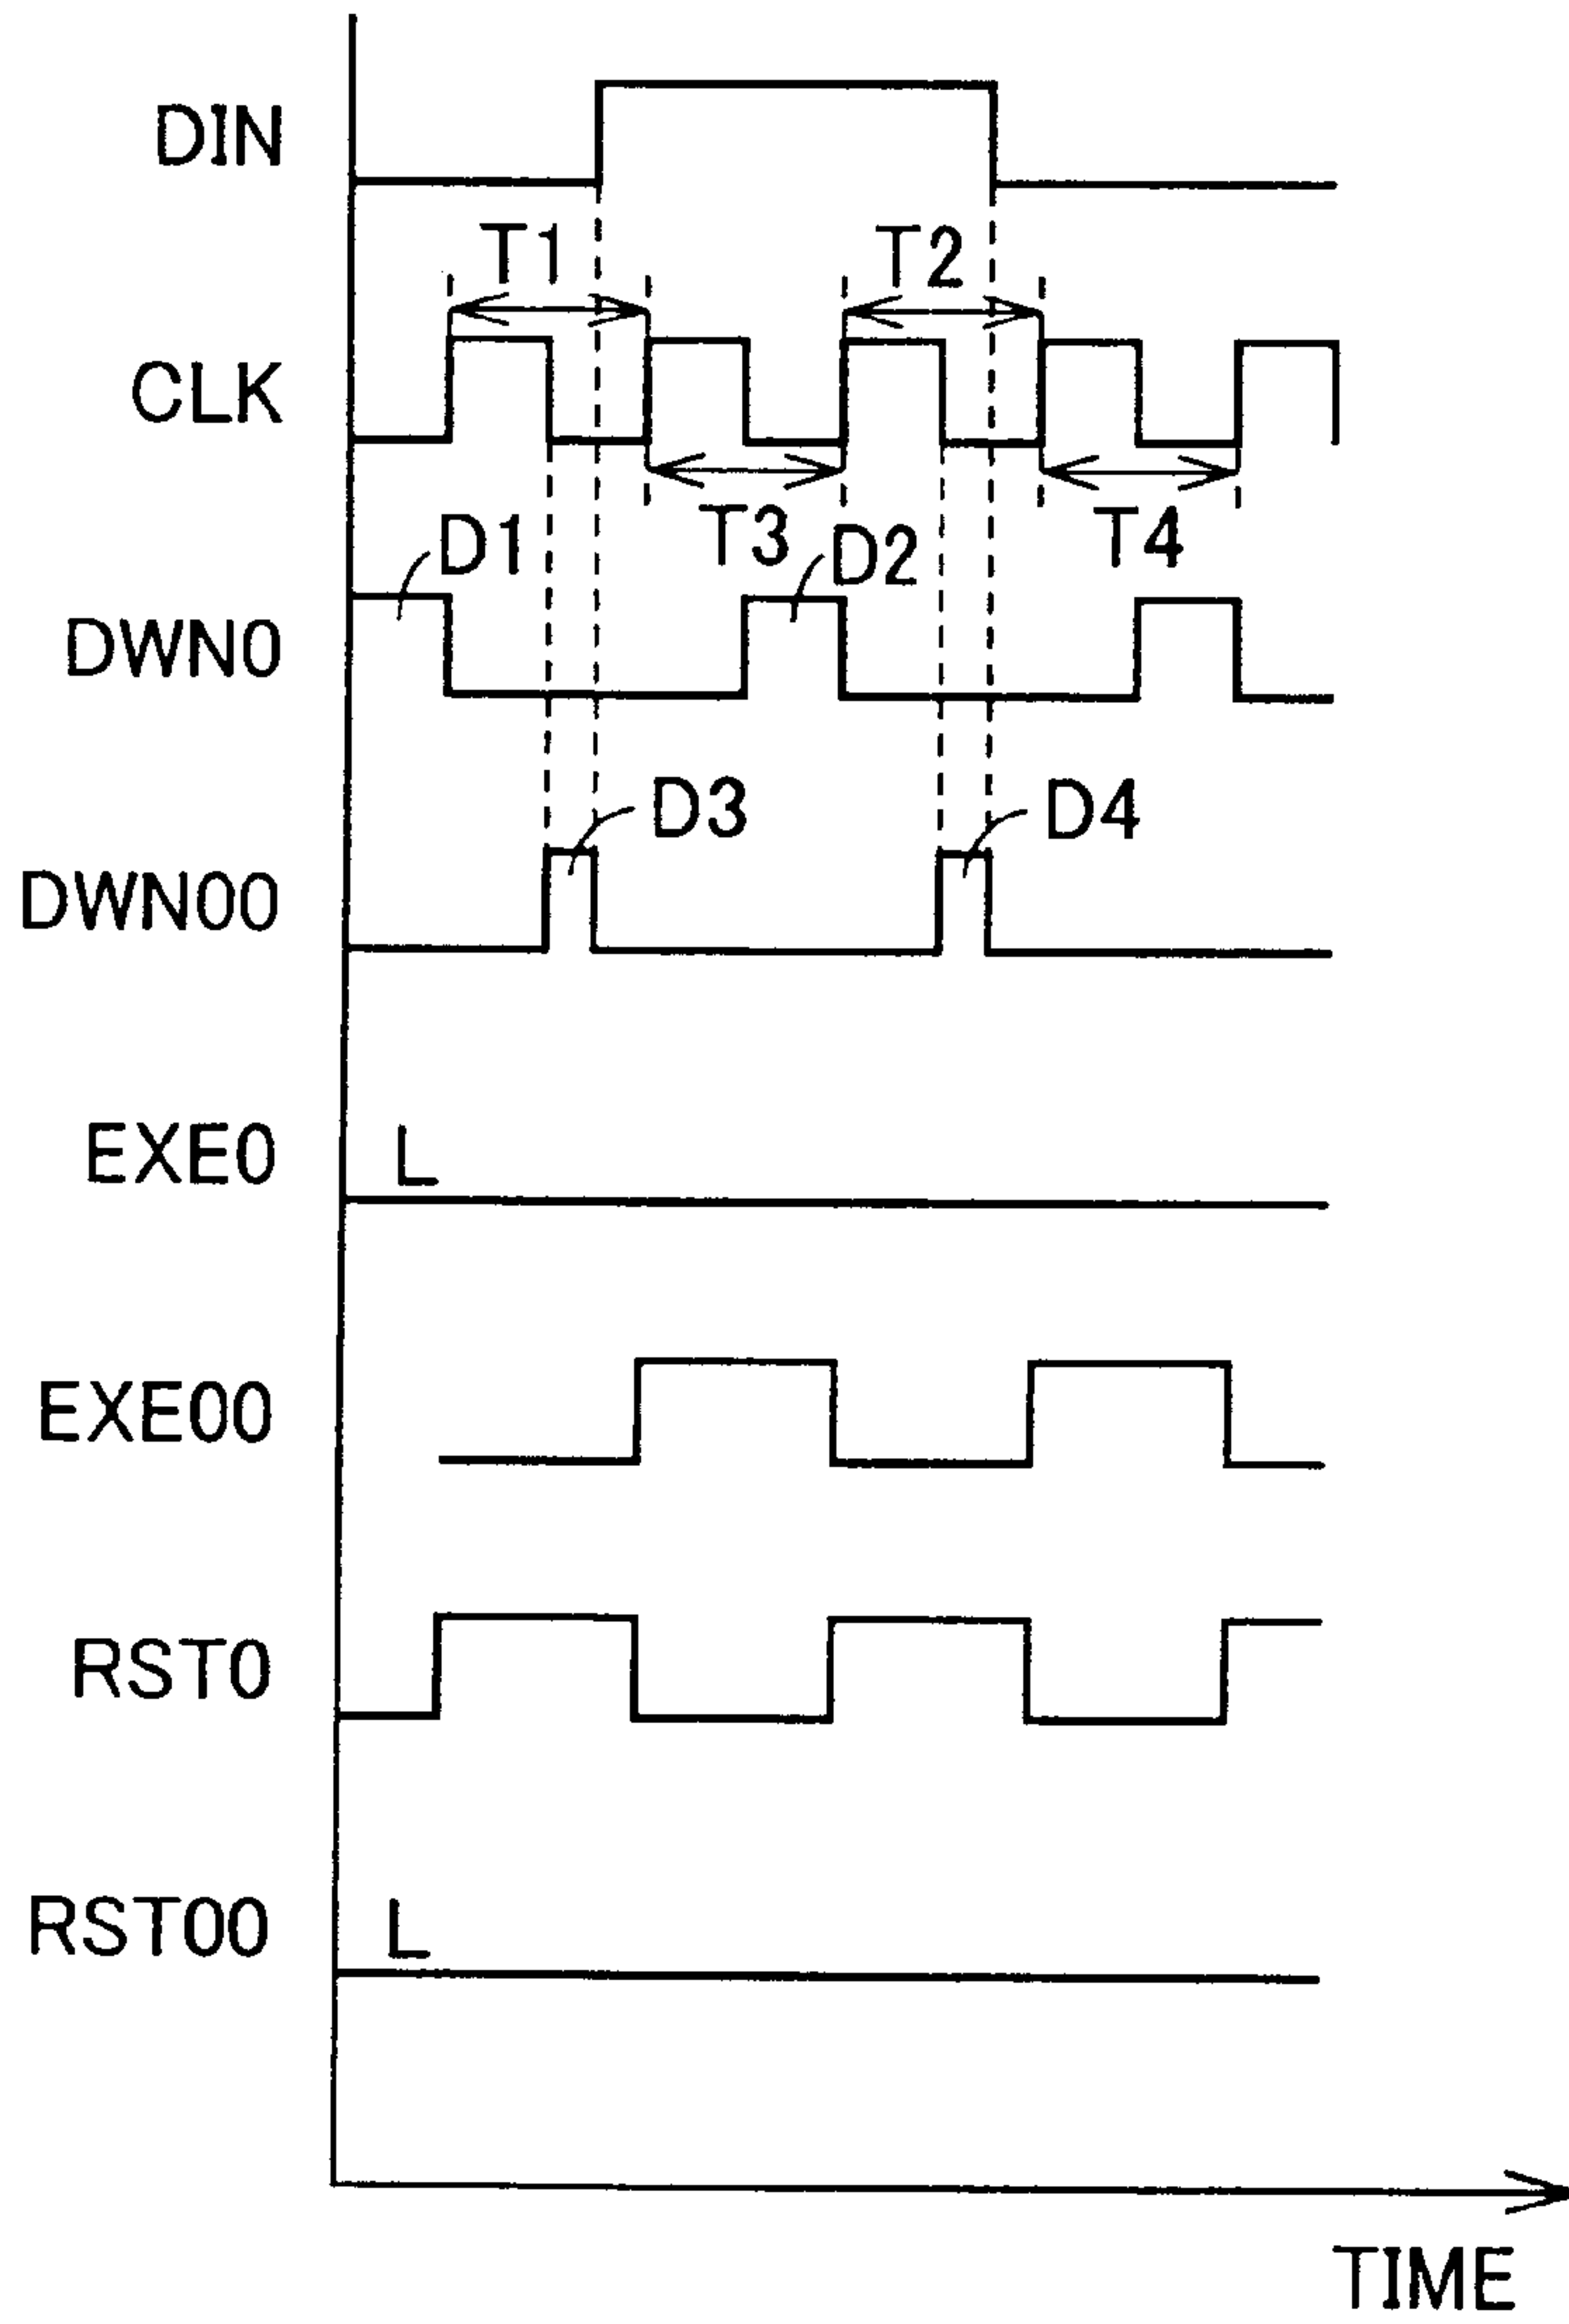 DIN
T1
T2
CLK
T3
T4
D1
D2
DWN0
D3
D4
DWN00
EXE0
L
EXE00
RST0
RST00
L
TIME